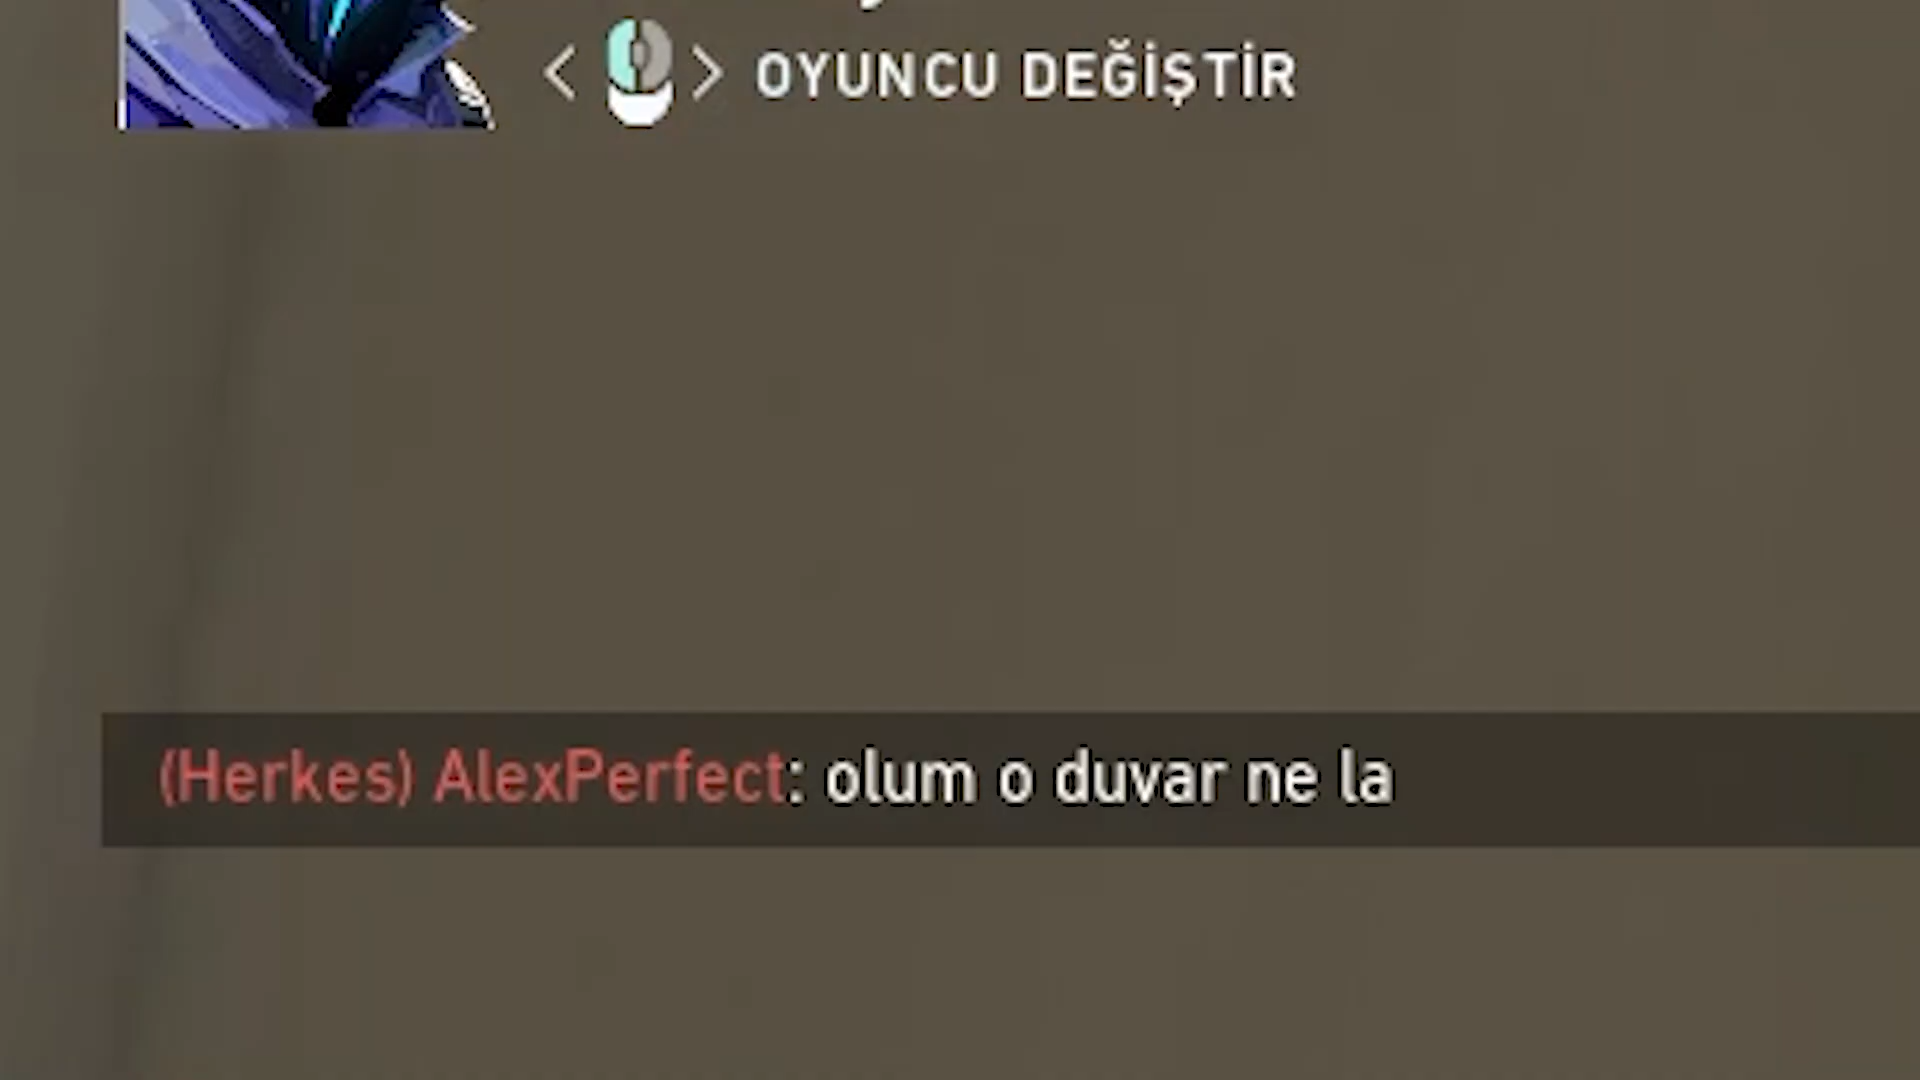 < > OYUNCU DEĞİŞTİR
(Herkes) AlexPerfect: olum o duvar ne la